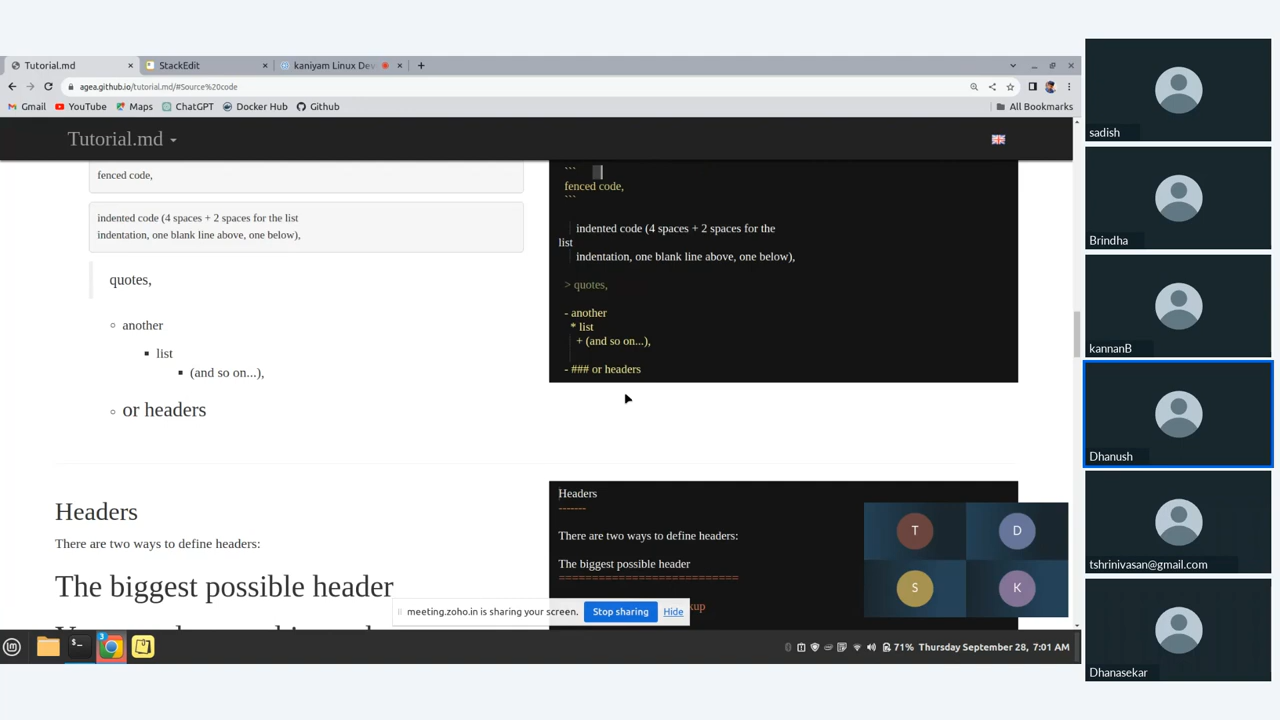 Tutorial.md
StackEdit
kaniyam Linux Dev
agea.github.io/tutorial.md/#Source%20code
Gmail
YouTube
Maps
ChatGPT
Docker Hub
Github
All Bookmarks
Tutorial.md
fenced code,
indented code (4 spaces + 2 spaces for the list
indentation, one blank line above, one below),
quotes,
another
list
(and so on...),
or headers
```
fenced code,
```
indented code (4 spaces + 2 spaces for the
list
indentation, one blank line above, one below),
> quotes,
- another
* list
+ (and so on...),
- ### or headers
Headers
There are two ways to define headers:
The biggest possible header
Headers
-------
There are two ways to define headers:
The biggest possible header
===========================
T
D
S
K
meeting.zoho.in is sharing your screen.
Stop sharing
Hide
3
71%
Thursday September 28, 7:01 AM
sadish
Brindha
kannanB
Dhanush
tshrinivasan@gmail.com
Dhanasekar